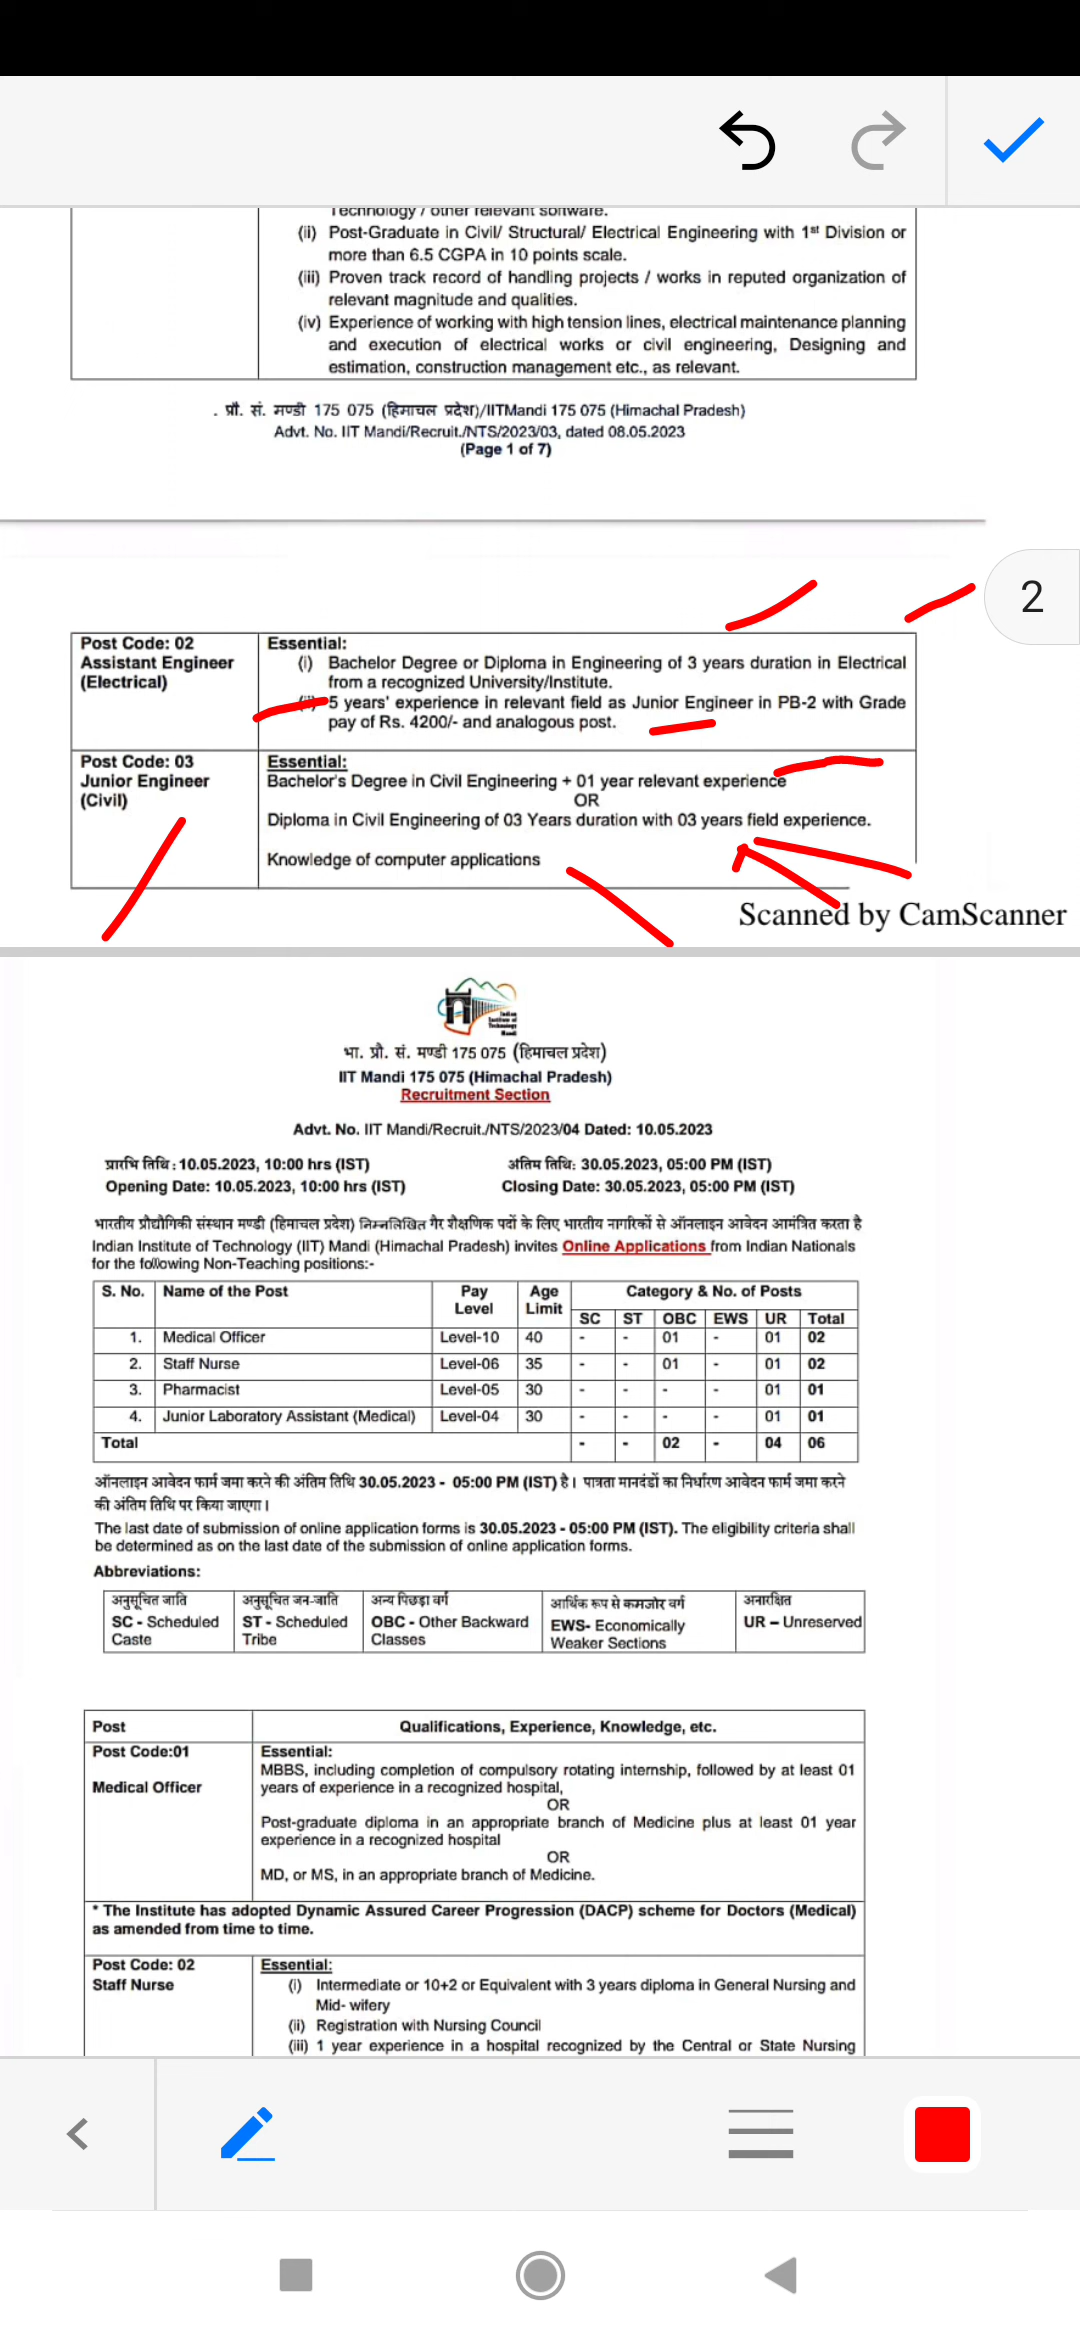 Technology / other relevant software.
(ii) Post-Graduate in Civil/ Structural/ Electrical Engineering with 1st Division or
more than 6.5 CGPA in 10 points scale.
(iii) Proven track record of handling projects / works in reputed organization of
relevant magnitude and qualities.
(iv) Experience of working with high tension lines, electrical maintenance planning
and execution of electrical works or civil engineering, Designing and
estimation, construction management etc., as relevant.
. प्रौ. सं. मण्डी 175 075 (हिमाचल प्रदेश)/IITMandi 175 075 (Himachal Pradesh)
Advt. No. IIT Mandi/Recruit./NTS/2023/03, dated 08.05.2023
(Page 1 of 7)
2
Post Code: 02
Assistant Engineer
(Electrical)
Essential:
(i) Bachelor Degree or Diploma in Engineering of 3 years duration in Electrical
from a recognized University/Institute.
(ii) 5 years' experience in relevant field as Junior Engineer in PB-2 with Grade
pay of Rs. 4200/- and analogous post.
Post Code: 03
Junior Engineer
(Civil)
Essential:
Bachelor's Degree in Civil Engineering + 01 year relevant experience
OR
Diploma in Civil Engineering of 03 Years duration with 03 years field experience.
Knowledge of computer applications
Scanned by CamScanner
Indian
Institute of
Technology
Mandi
भा. प्रौ. सं. मण्डी 175 075 (हिमाचल प्रदेश)
IIT Mandi 175 075 (Himachal Pradesh)
Recruitment Section
Advt. No. IIT Mandi/Recruit./NTS/2023/04 Dated: 10.05.2023
प्रारंभि तिथि : 10.05.2023, 10:00 hrs (IST) अंतिम तिथि: 30.05.2023, 05:00 PM (IST)
Opening Date: 10.05.2023, 10:00 hrs (IST) Closing Date: 30.05.2023, 05:00 PM (IST)
भारतीय प्रौद्योगिकी संस्थान मण्डी (हिमाचल प्रदेश) निम्नलिखित गैर शैक्षणिक पदों के लिए भारतीय नागरिकों से ऑनलाइन आवेदन आमंत्रित करता है
Indian Institute of Technology (IIT) Mandi (Himachal Pradesh) invites Online Applications from Indian Nationals
for the following Non-Teaching positions:-
S. No. Name of the Post Pay Level Age Limit Category & No. of Posts
SC ST OBC EWS UR Total
1. Medical Officer Level-10 40 - - 01 - 01 02
2. Staff Nurse Level-06 35 - - 01 - 01 02
3. Pharmacist Level-05 30 - - - - 01 01
4. Junior Laboratory Assistant (Medical) Level-04 30 - - - - 01 01
Total - - 02 - 04 06
ऑनलाइन आवेदन फार्म जमा करने की अंतिम तिथि 30.05.2023 - 05:00 PM (IST) है। पात्रता मानदंडों का निर्धारण आवेदन फार्म जमा करने
की अंतिम तिथि पर किया जाएगा।
The last date of submission of online application forms is 30.05.2023 - 05:00 PM (IST). The eligibility criteria shall
be determined as on the last date of the submission of online application forms.
Abbreviations:
अनुसूचित जाति
SC - Scheduled
Caste
अनुसूचित जन-जाति
ST - Scheduled
Tribe
अन्य पिछड़ा वर्ग
OBC - Other Backward
Classes
आर्थिक रूप से कमजोर वर्ग
EWS- Economically
Weaker Sections
अनारक्षित
UR – Unreserved
Post Qualifications, Experience, Knowledge, etc.
Post Code:01
Medical Officer
Essential:
MBBS, including completion of compulsory rotating internship, followed by at least 01
years of experience in a recognized hospital,
OR
Post-graduate diploma in an appropriate branch of Medicine plus at least 01 year
experience in a recognized hospital
OR
MD, or MS, in an appropriate branch of Medicine.
* The Institute has adopted Dynamic Assured Career Progression (DACP) scheme for Doctors (Medical)
as amended from time to time.
Post Code: 02
Staff Nurse
Essential:
(i) Intermediate or 10+2 or Equivalent with 3 years diploma in General Nursing and
Mid- wifery
(ii) Registration with Nursing Council
(iii) 1 year experience in a hospital recognized by the Central or State Nursing